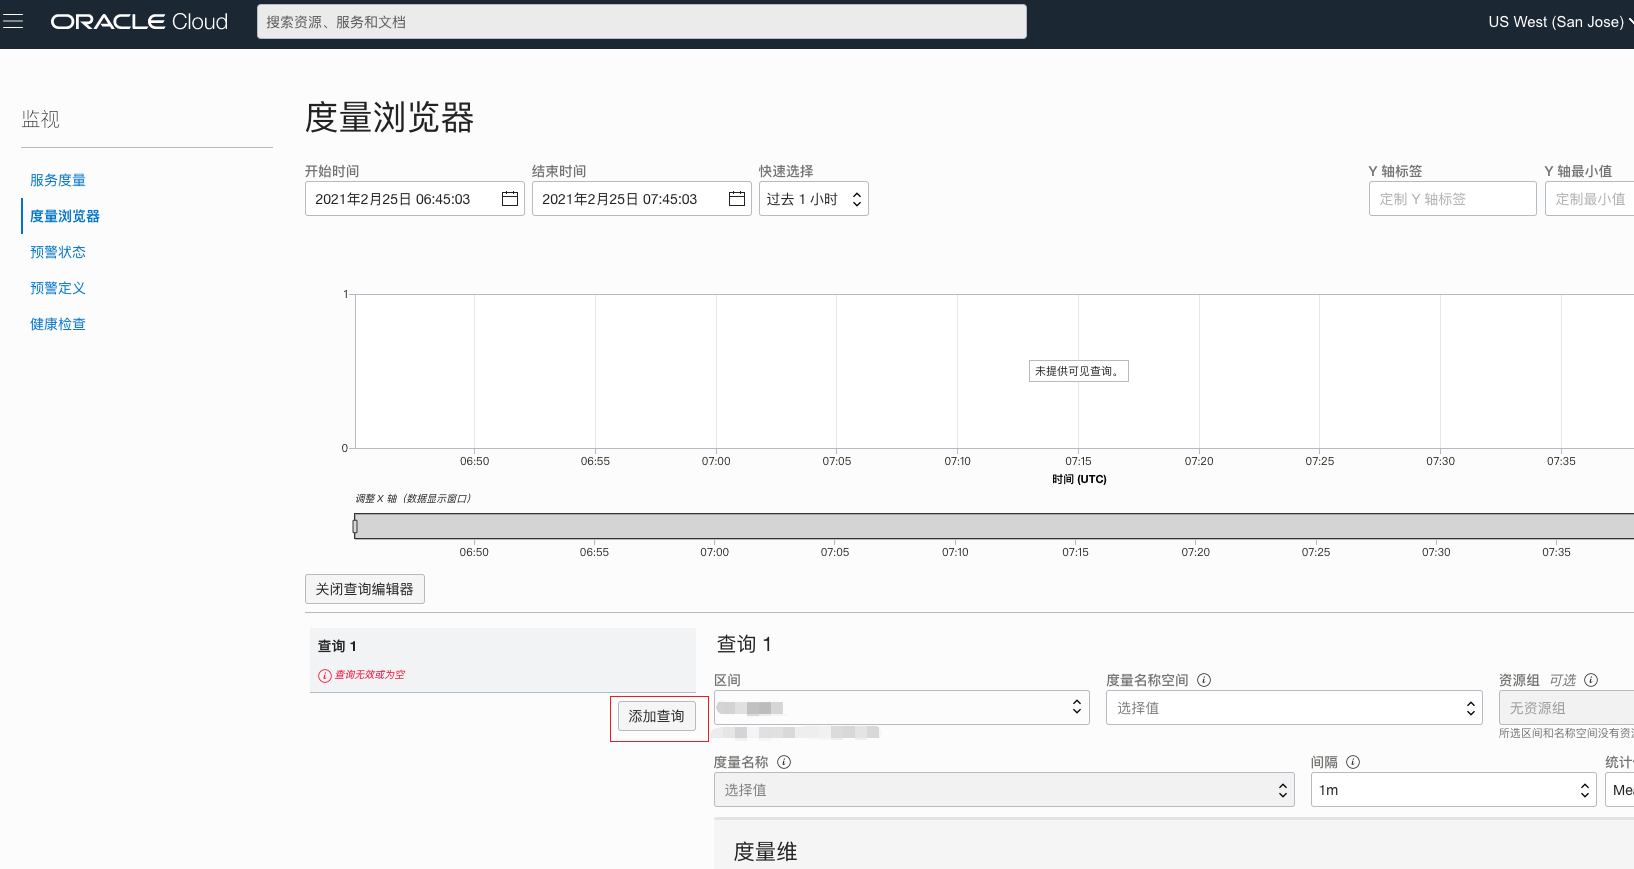 ORACLE Cloud
搜索资源、服务和文档
US West (San Jose)
监视
服务度量
度量浏览器
预警状态
预警定义
健康检查
度量浏览器
开始时间 结束时间 快速选择 Y 轴标签 Y 轴最小值
2021年2月25日 06:45:03 2021年2月25日 07:45:03 过去 1 小时 定制 Y 轴标签 定制最小值
1
未提供可见查询。
0
06:50 06:55 07:00 07:05 07:10 07:15 07:20 07:25 07:30 07:35
时间 (UTC)
调整 X 轴（数据显示窗口）
06:50 06:55 07:00 07:05 07:10 07:15 07:20 07:25 07:30 07:35
关闭查询编辑器
查询 1
查询无效或为空
添加查询
查询 1
区间 度量名称空间 资源组 可选
选择值 无资源组
所选区间和名称空间没有资
度量名称 间隔 统计
选择值 1m Me
度量维